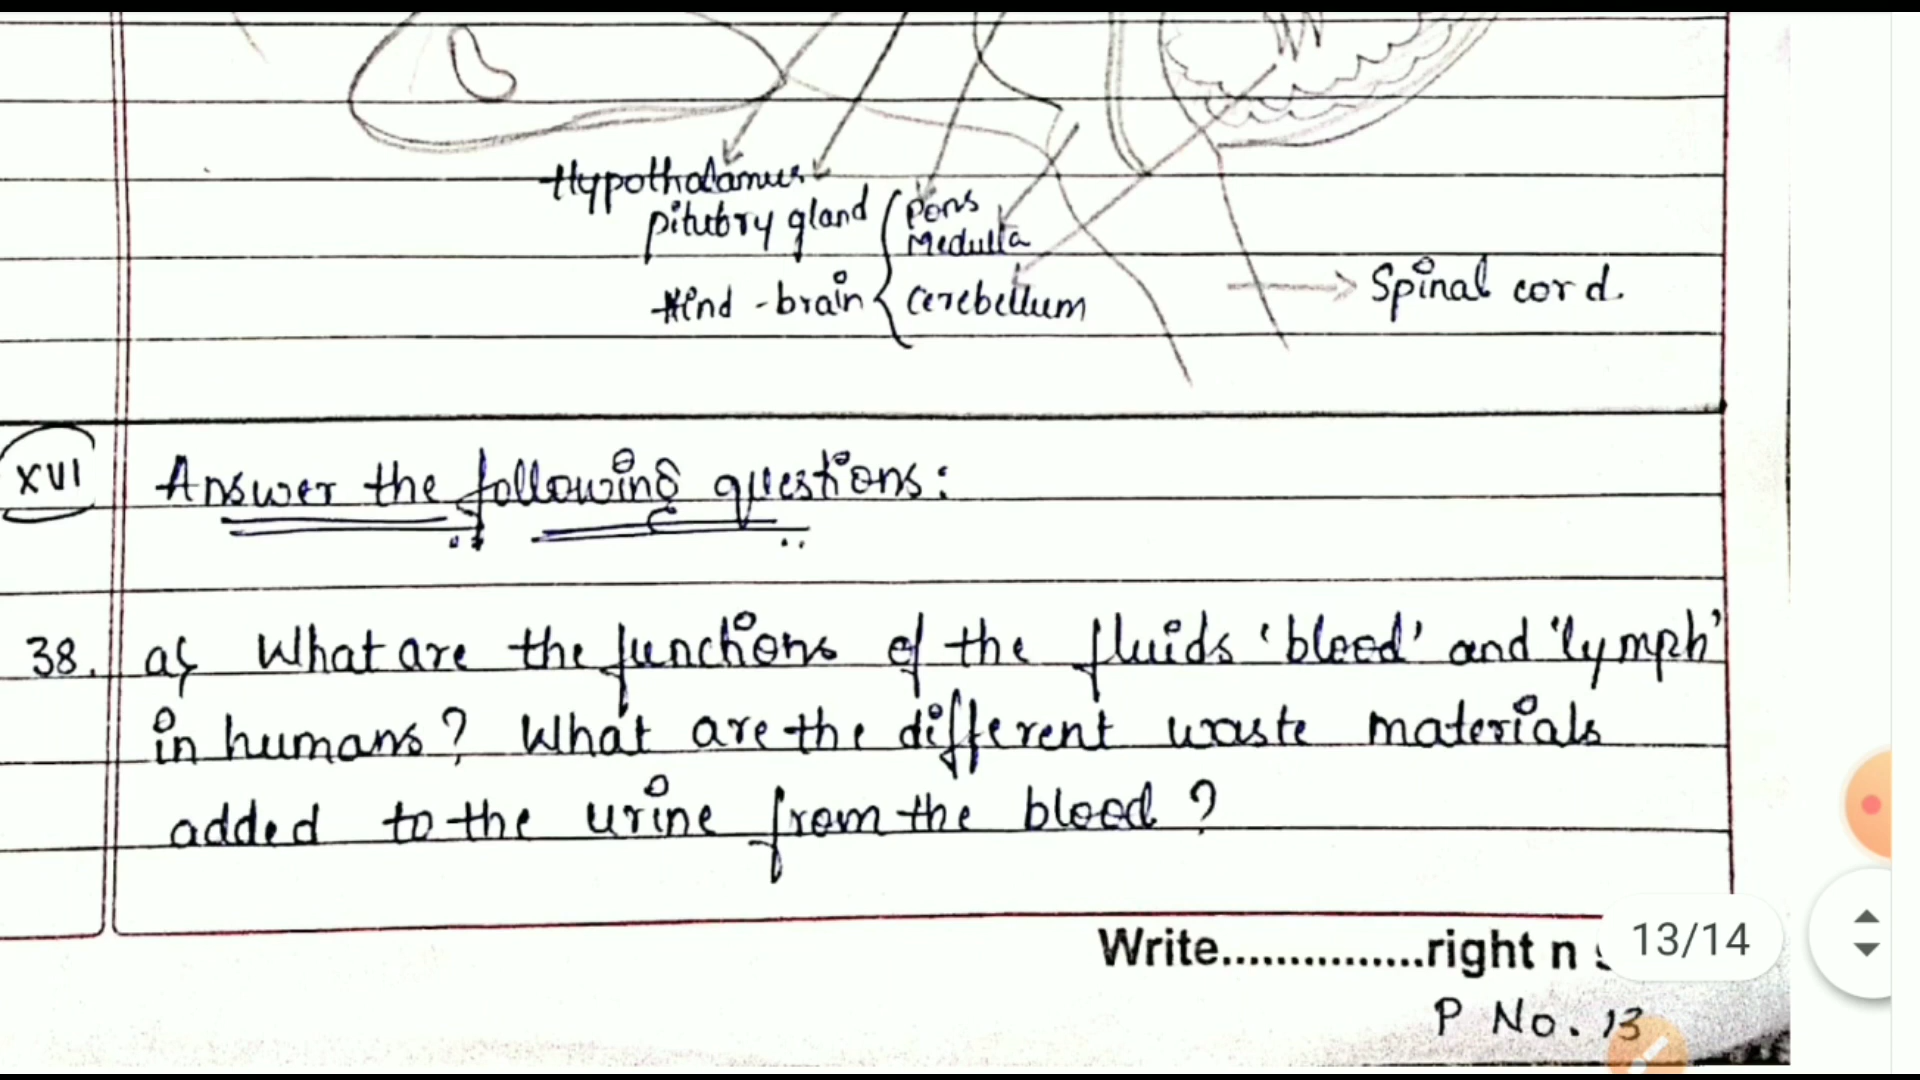 Hypothalamus
pitubry gland
Pons
Medulla
Hind - brain
Cerebellum
Spinal cord.
XVI
Answer the following questions:
38. a) What are the functions of the fluids 'blood' and 'lymph'
in humans? What are the different waste materials
added to the urine from the blood?
Write...............right n
13/14
P No. 13